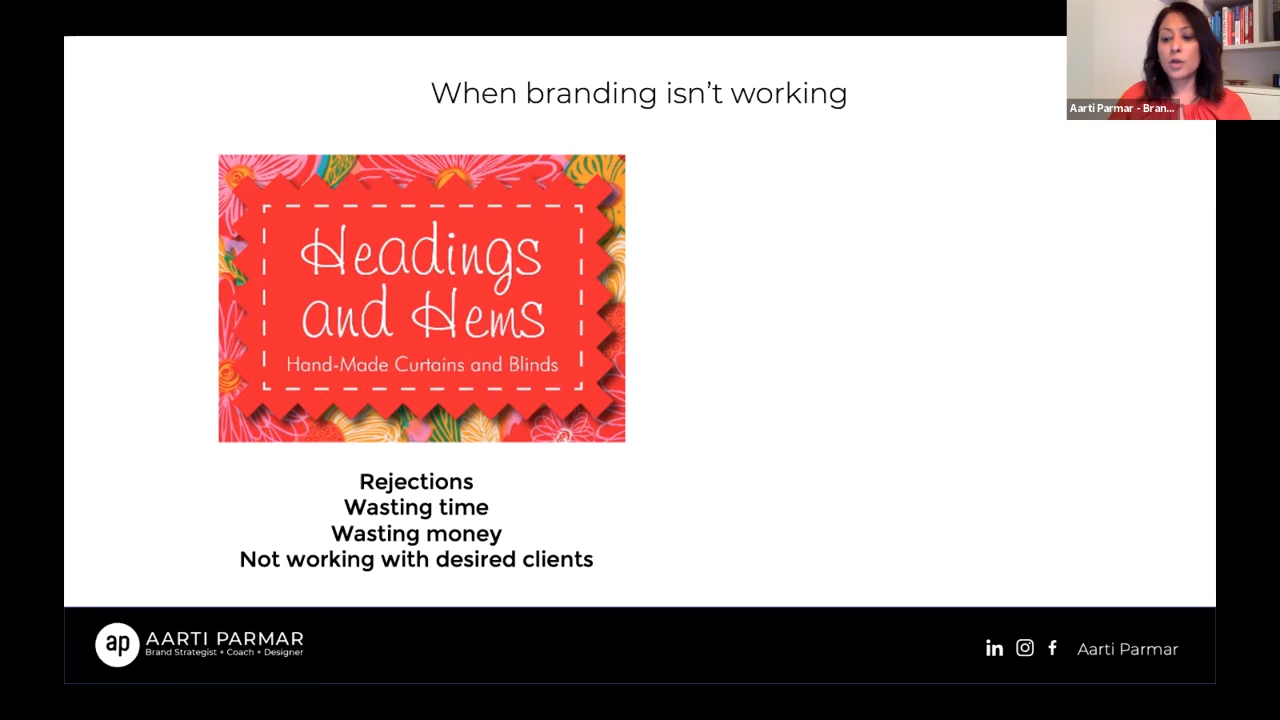 When branding isn't working
Aarti Parmar - Bran...
Headings
and Hems
Hand-Made Curtains and Blinds
Rejections
Wasting time
Wasting money
Not working with desired clients
ap
AARTI PARMAR
Brand Strategist + Coach + Designer
in
f
Aarti Parmar